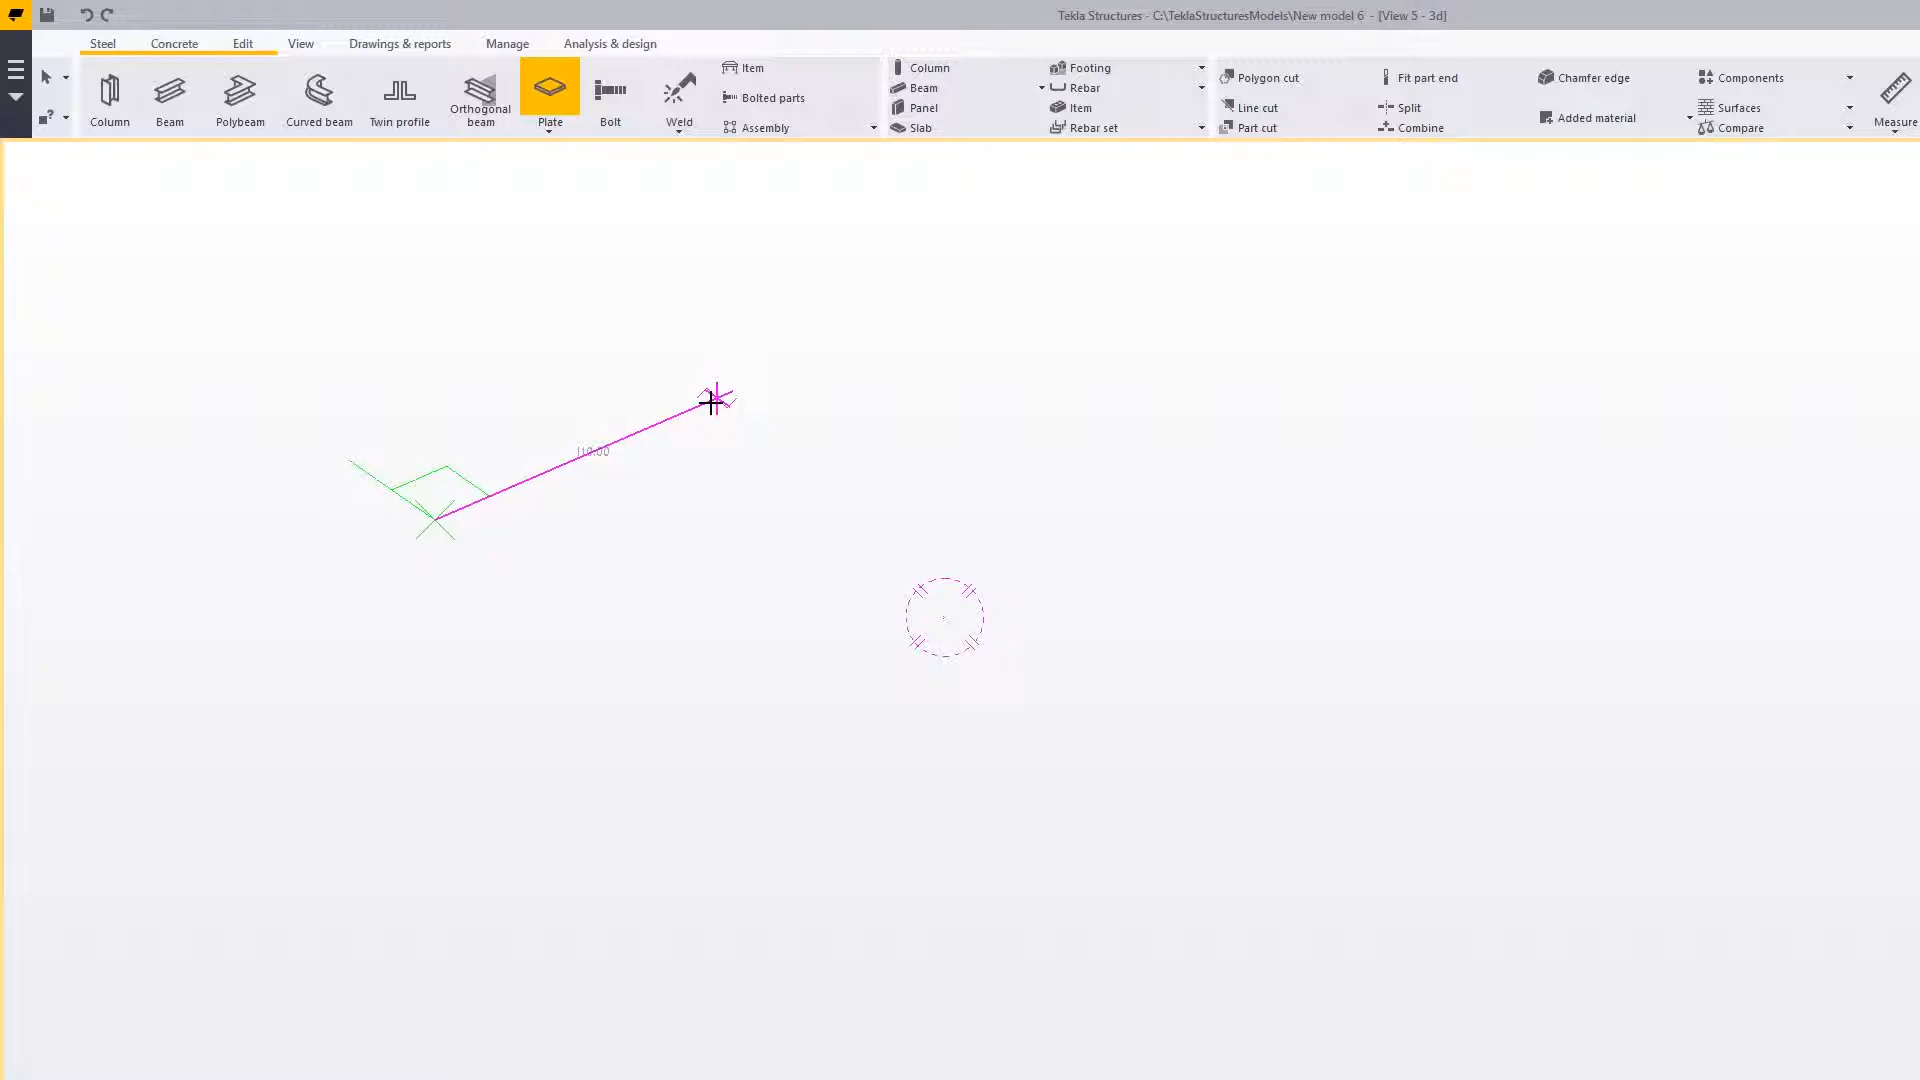 Tekla Structures - C:\TeklaStructuresModels\New model 6 - [View 5 - 3d]
Steel Concrete Edit View Drawings & reports Manage Analysis & design
Column
Beam
Polybeam
Curved beam
Twin profile
Orthogonal
beam
Plate
Bolt
Weld
Item
Bolted parts
Assembly
Column
Beam
Panel
Slab
Footing
Rebar
Item
Rebar set
Polygon cut
Line cut
Part cut
Fit part end
Split
Combine
Chamfer edge
Added material
Components
Surfaces
Compare
Measure